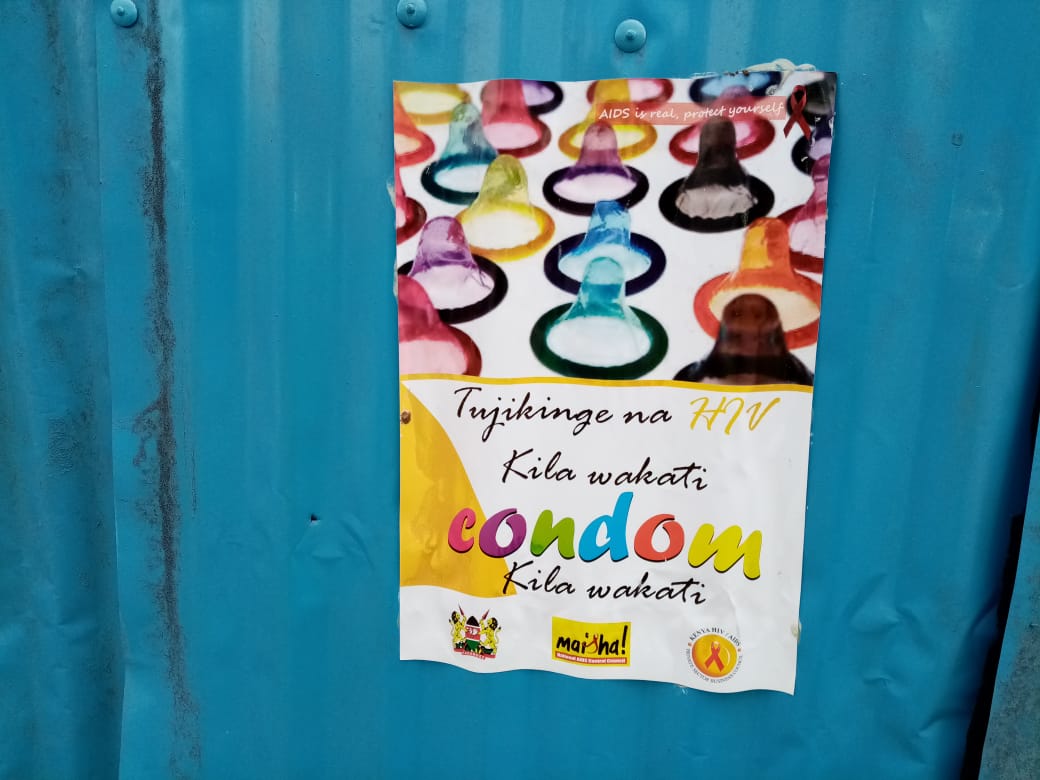 AIDS is real, protect yourself
Tujikinge na HIV
Kila wakati
condom
Kila wakati
maisha!
National AIDS Control Council
KENYA HIV / AIDS
PRIVATE SECTOR BUSINESS COUNCIL